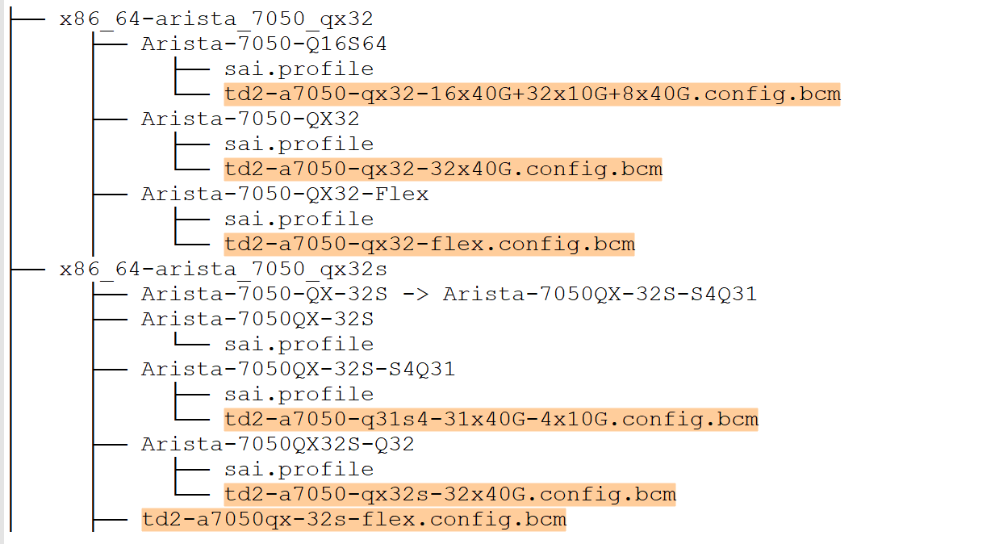 ├── x86_64-arista_7050_qx32
│   ├── Arista-7050-Q16S64
│   │   ├── sai.profile
│   │   └── td2-a7050-qx32-16x40G+32x10G+8x40G.config.bcm
│   ├── Arista-7050-QX32
│   │   ├── sai.profile
│   │   └── td2-a7050-qx32-32x40G.config.bcm
│   ├── Arista-7050-QX32-Flex
│   │   ├── sai.profile
│   │   └── td2-a7050-qx32-flex.config.bcm
├── x86_64-arista_7050_qx32s
│   ├── Arista-7050-QX-32S -> Arista-7050QX-32S-S4Q31
│   ├── Arista-7050QX-32S
│   │   └── sai.profile
│   ├── Arista-7050QX-32S-S4Q31
│   │   ├── sai.profile
│   │   └── td2-a7050-q31s4-31x40G-4x10G.config.bcm
│   ├── Arista-7050QX32S-Q32
│   │   ├── sai.profile
│   │   └── td2-a7050-qx32s-32x40G.config.bcm
│   ├── td2-a7050qx-32s-flex.config.bcm